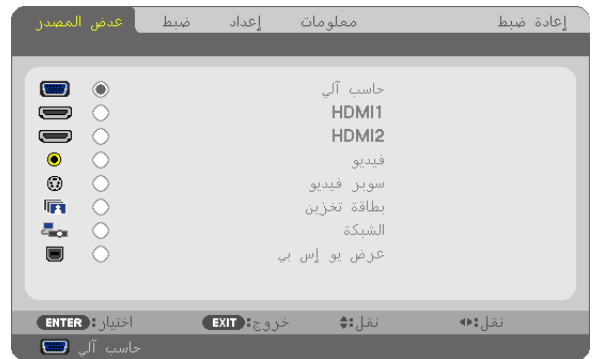 عدض المصدر ضبط إعداد معلومات إعادة ضبط
حاسب آلي
HDMI1
HDMI2
فيديو
سوبر فيديو
بطاقة تخزين
الشبكة
عرض يو إس بي
ENTER: اختيار EXIT: خروج نقل: نقل:
حاسب آلي